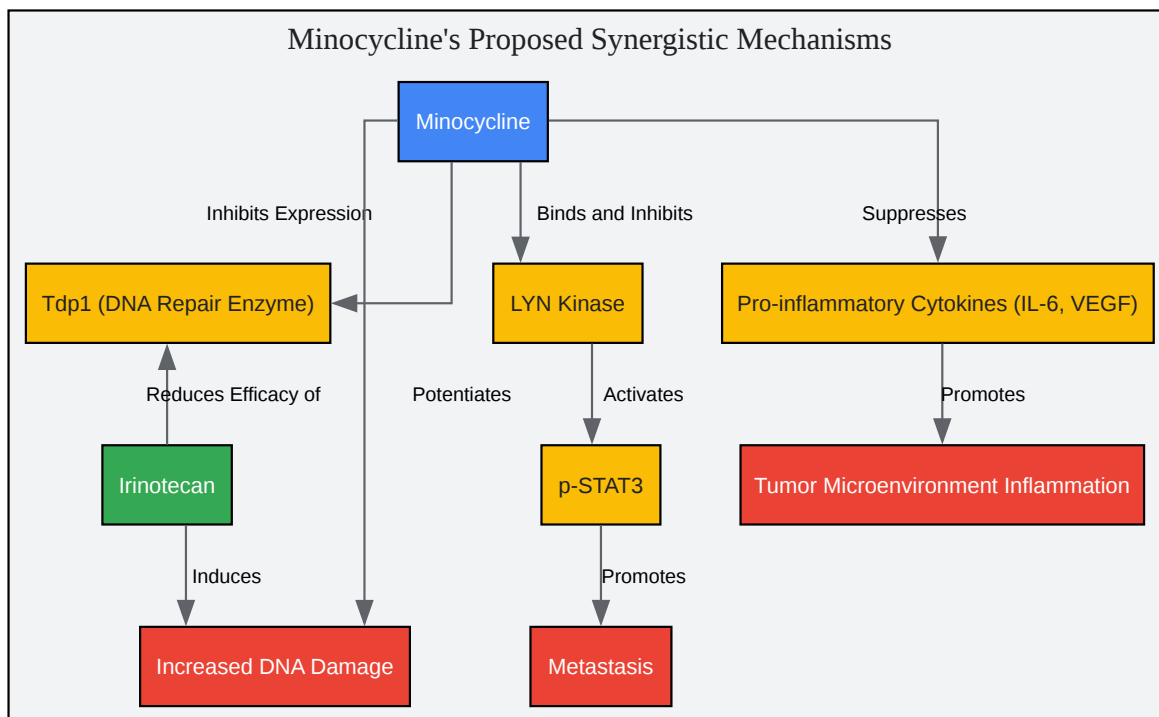 Minocycline's Proposed Synergistic Mechanisms
Minocycline
Inhibits Expression
Binds and Inhibits
Suppresses
Tdp1 (DNA Repair Enzyme)
LYN Kinase
Pro-inflammatory Cytokines (IL-6, VEGF)
Reduces Efficacy of
Potentiates
Activates
Promotes
Irinotecan
p-STAT3
Tumor Microenvironment Inflammation
Induces
Promotes
Increased DNA Damage
Metastasis